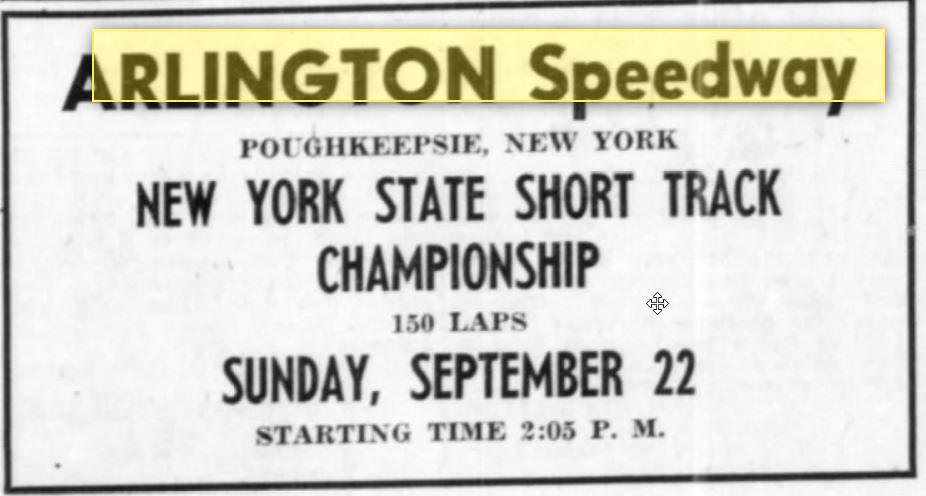 ARLINGTON Speedway
POUGHKEEPSIE, NEW YORK
NEW YORK STATE SHORT TRACK
CHAMPIONSHIP
150 LAPS
SUNDAY, SEPTEMBER 22
STARTING TIME 2:05 P. M.